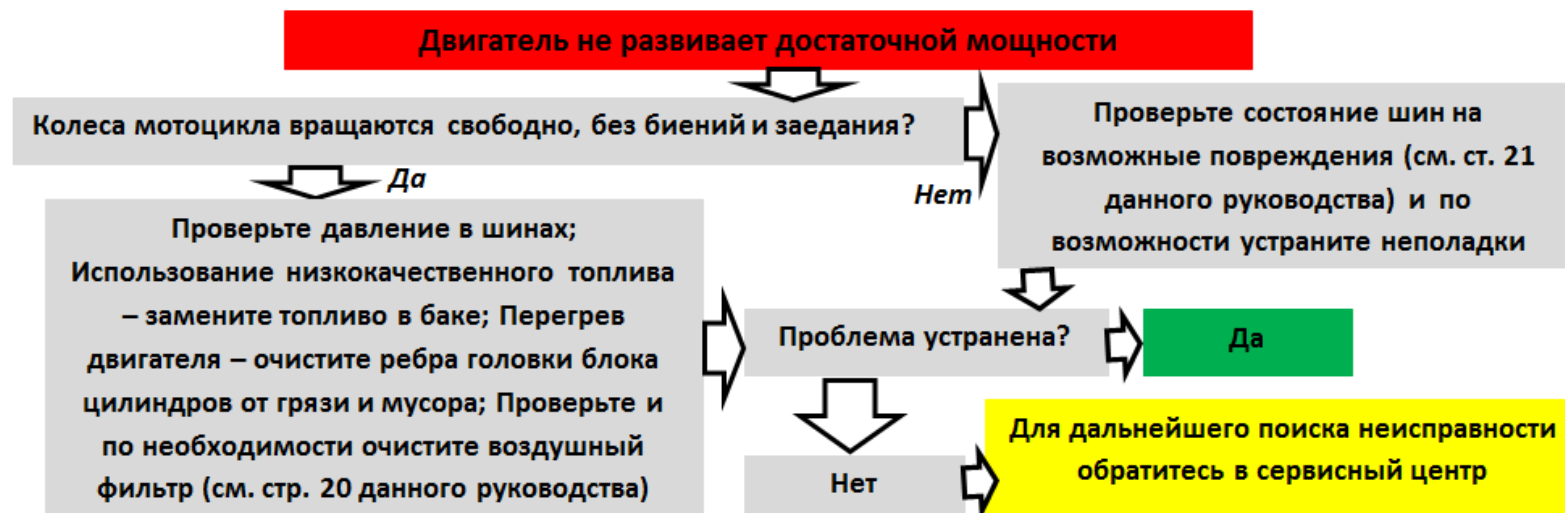 Двигатель не развивает достаточной мощности
Колеса мотоцикла вращаются свободно, без биений и заедания?
Проверьте состояние шин на
возможные повреждения (см. ст. 21
данного руководства) и по
возможности устраните неполадки
Да
Нет
Проверьте давление в шинах;
Использование низкокачественного топлива
– замените топливо в баке; Перегрев
двигателя – очистите ребра головки блока
цилиндров от грязи и мусора; Проверьте и
по необходимости очистите воздушный
фильтр (см. стр. 20 данного руководства)
Проблема устранена?
Да
Нет
Для дальнейшего поиска неисправности
обратитесь в сервисный центр